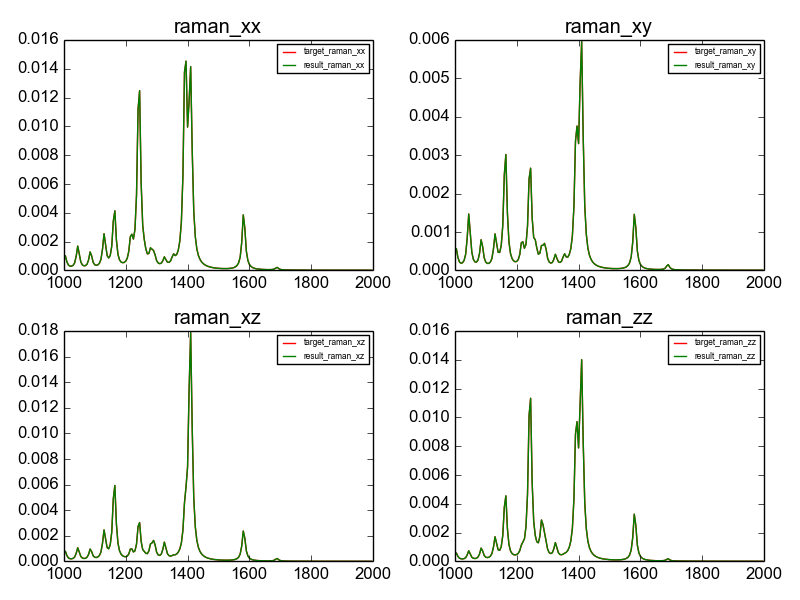 raman_xx
0.016
0.014
0.012
0.010
0.008
0.006
0.004
0.002
0.000
1000 1200 1400 1600 1800 2000
target_raman_xx
result_raman_xx
raman_xy
0.006
0.005
0.004
0.003
0.002
0.001
0.000
1000 1200 1400 1600 1800 2000
target_raman_xy
result_raman_xy
raman_xz
0.018
0.016
0.014
0.012
0.010
0.008
0.006
0.004
0.002
0.000
1000 1200 1400 1600 1800 2000
target_raman_xz
result_raman_xz
raman_zz
0.016
0.014
0.012
0.010
0.008
0.006
0.004
0.002
0.000
1000 1200 1400 1600 1800 2000
target_raman_zz
result_raman_zz